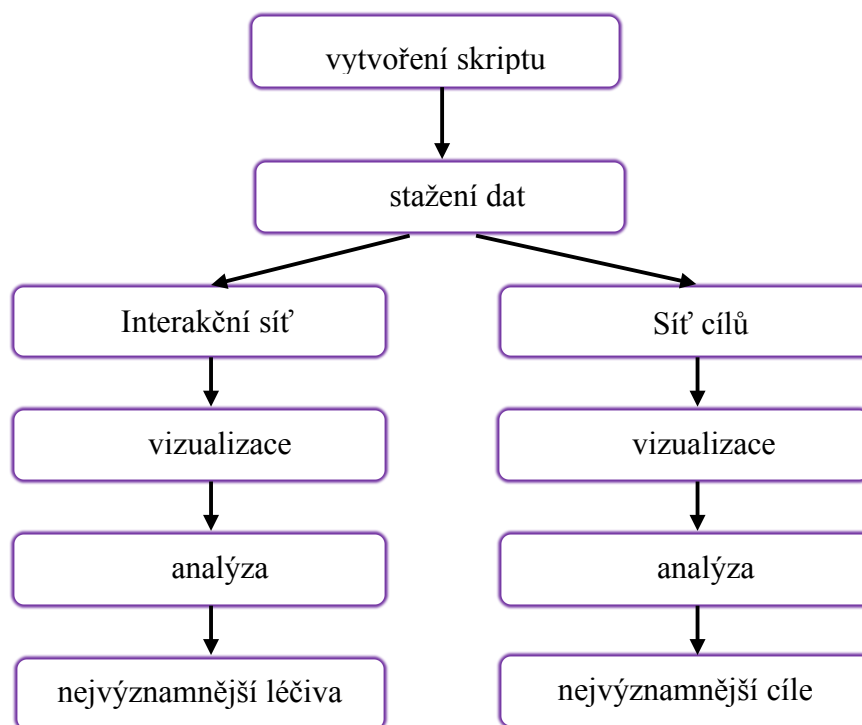 vytvoření skriptu
stažení dat
Interakční síť
Síť cílů
vizualizace
vizualizace
analýza
analýza
nejvýznamnější léčiva
nejvýznamnější cíle